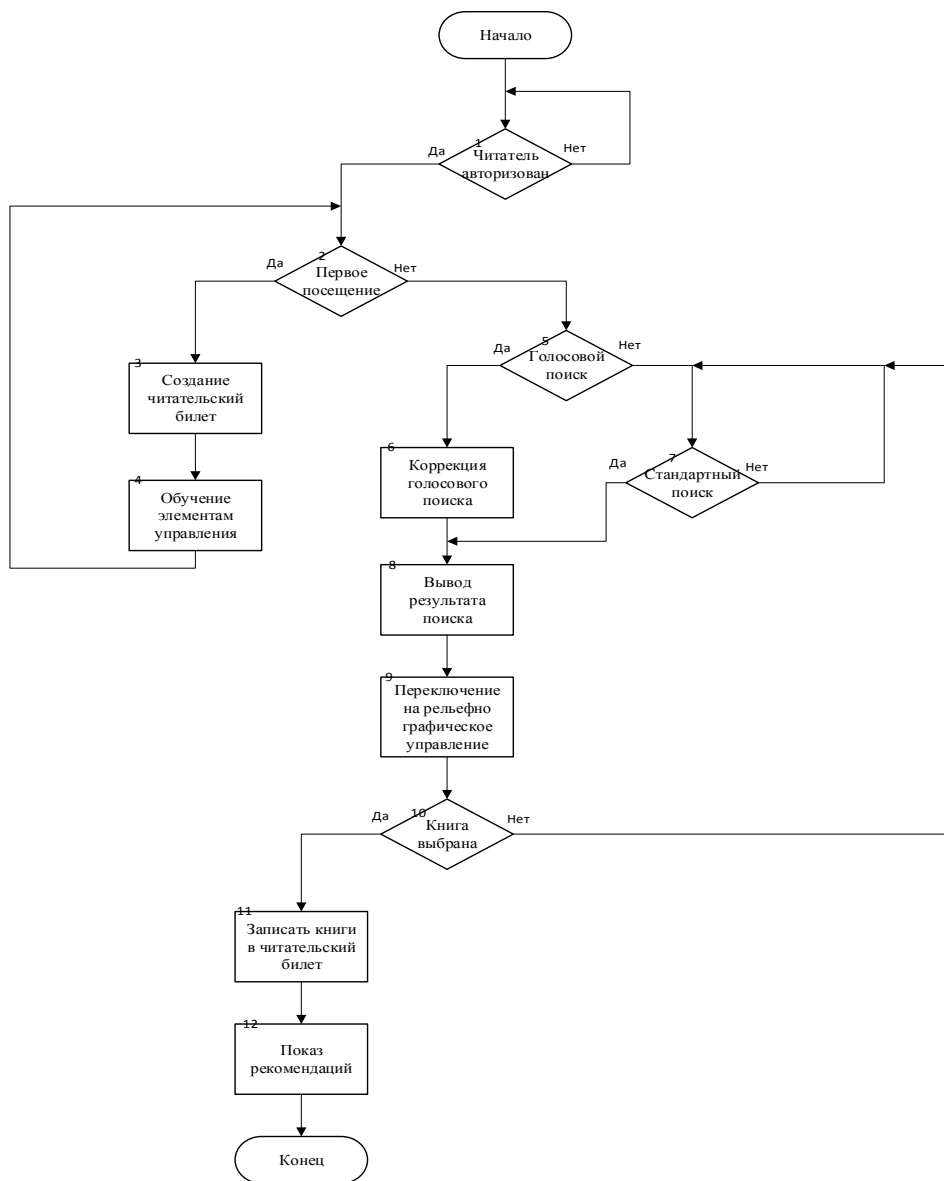 Начало
1
Да
Нет
Читатель
авторизован
2
Да
Нет
Первое
посещение
5
Да
Нет
Голосовой
поиск
3
Создание
читательский
билет
6
Коррекция
голосового
поиска
7
Да
Нет
Стандартный
поиск
4
Обучение
элементам
управления
8
Вывод
результата
поиска
9
Переключение
на рельефно
графическое
управление
10
Да
Нет
Книга
выбрана
11
Записать книги
в читательский
билет
12
Показ
рекомендаций
Конец